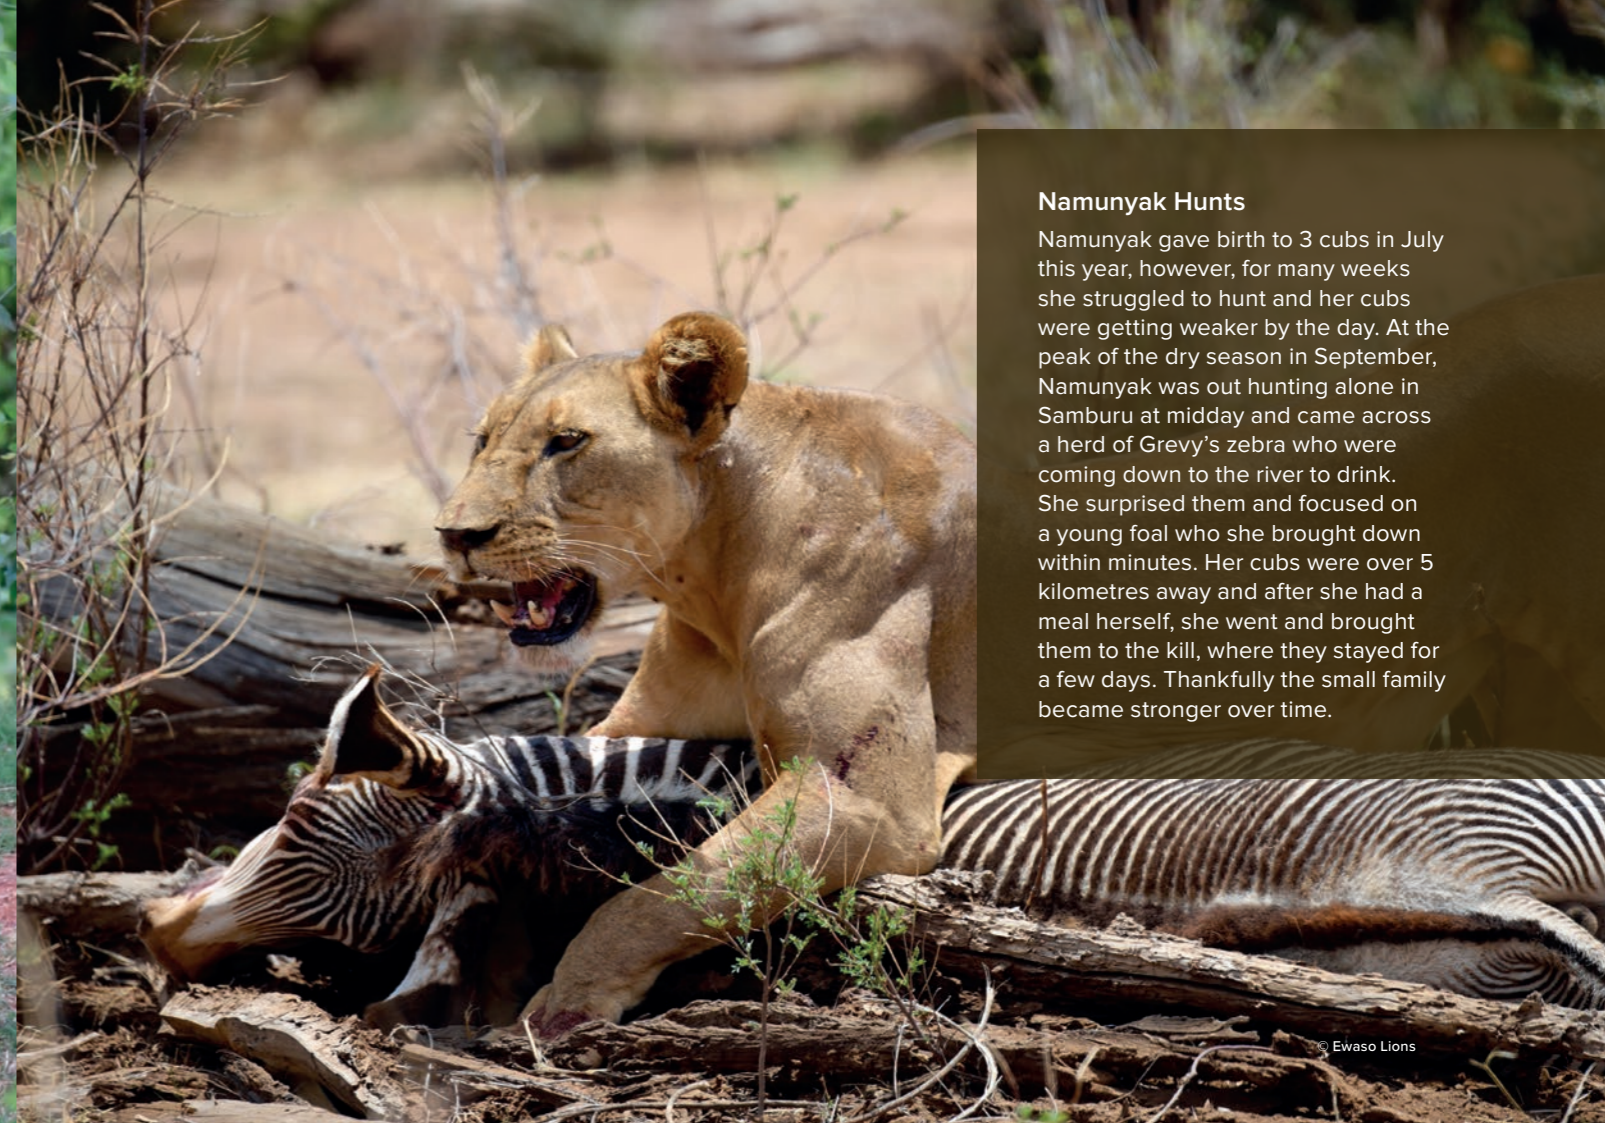 Namunyak Hunts
Namunyak gave birth to 3 cubs in July
this year, however, for many weeks
she struggled to hunt and her cubs
were getting weaker by the day. At the
peak of the dry season in September,
Namunyak was out hunting alone in
Samburu at midday and came across
a herd of Grevy’s zebra who were
coming down to the river to drink.
She surprised them and focused on
a young foal who she brought down
within minutes. Her cubs were over 5
kilometres away and after she had a
meal herself, she went and brought
them to the kill, where they stayed for
a few days. Thankfully the small family
became stronger over time.
© Ewaso Lions